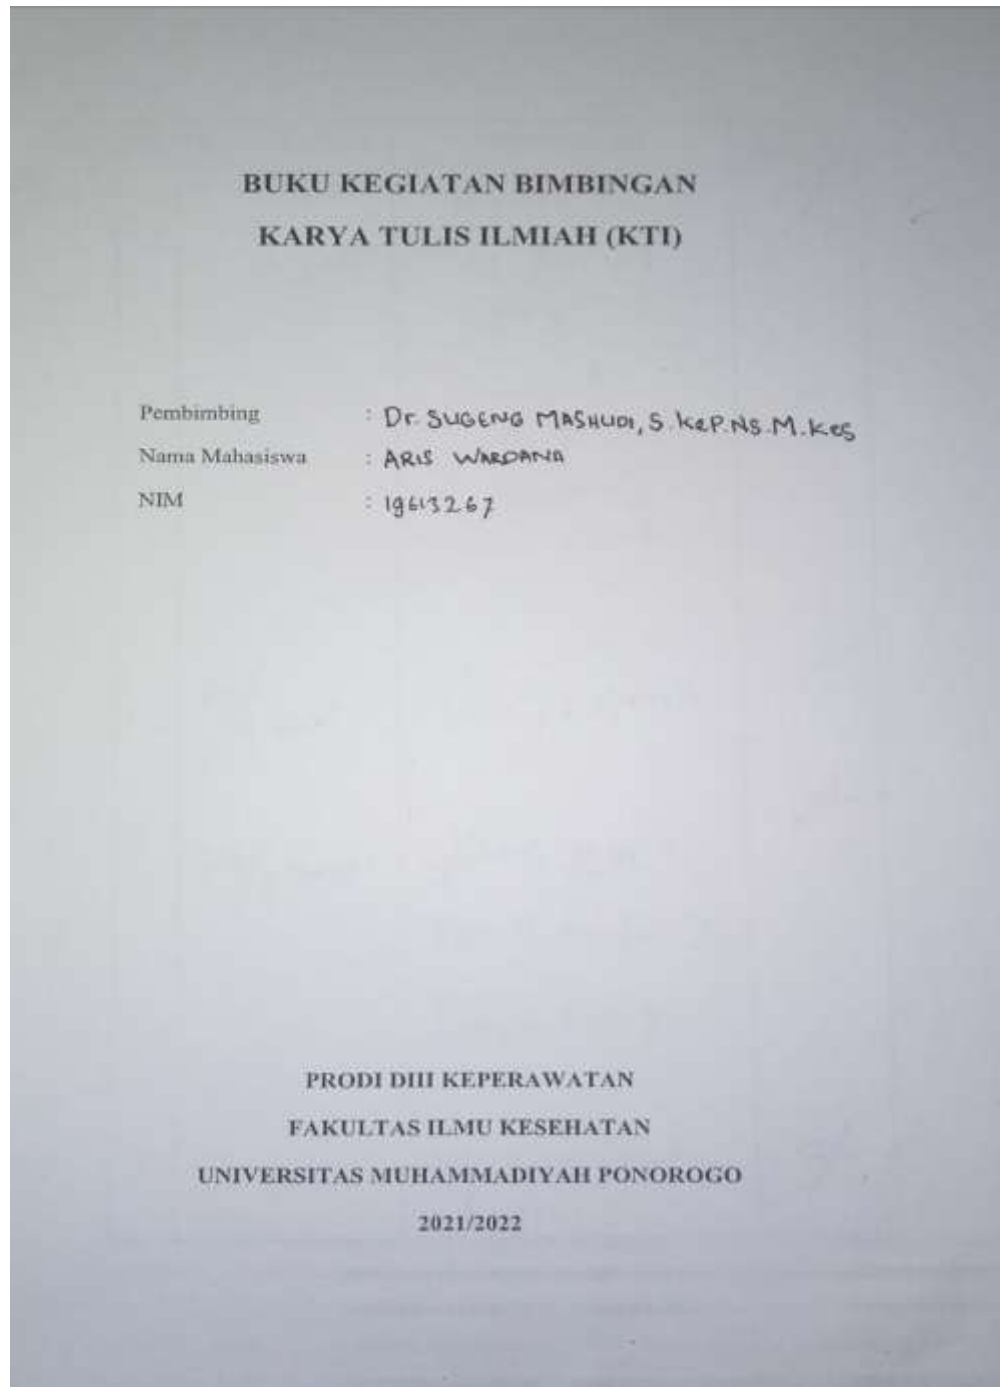 BUKU KEGIATAN BIMBINGAN
KARYA TULIS ILMIAH (KTI)
Pembimbing : Dr. SUGENG MASHUDI, S.Kep.NS.M.Kes
Nama Mahasiswa : ARIS WARDANA
NIM : 19613267
PRODI DIII KEPERAWATAN
FAKULTAS ILMU KESEHATAN
UNIVERSITAS MUHAMMADIYAH PONOROGO
2021/2022